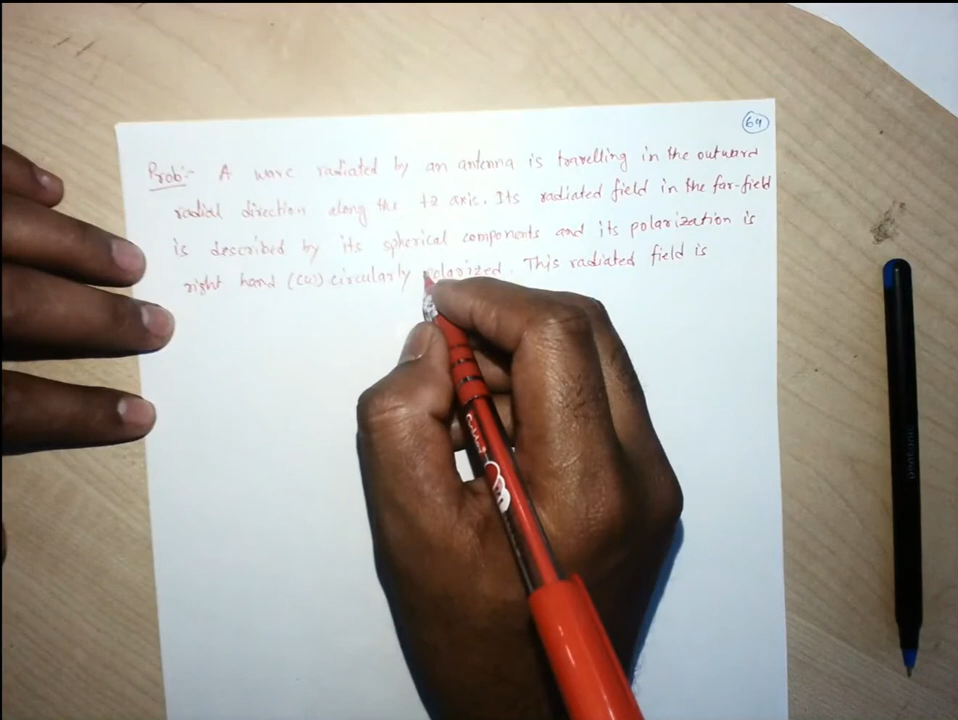 64
Prob:- A wave radiated by an antenna is travelling in the outward
radial direction along the +z axis. Its radiated field in the far-field
is described by its spherical components and its polarization is
right hand (CW) circularly polarized. This radiated field is